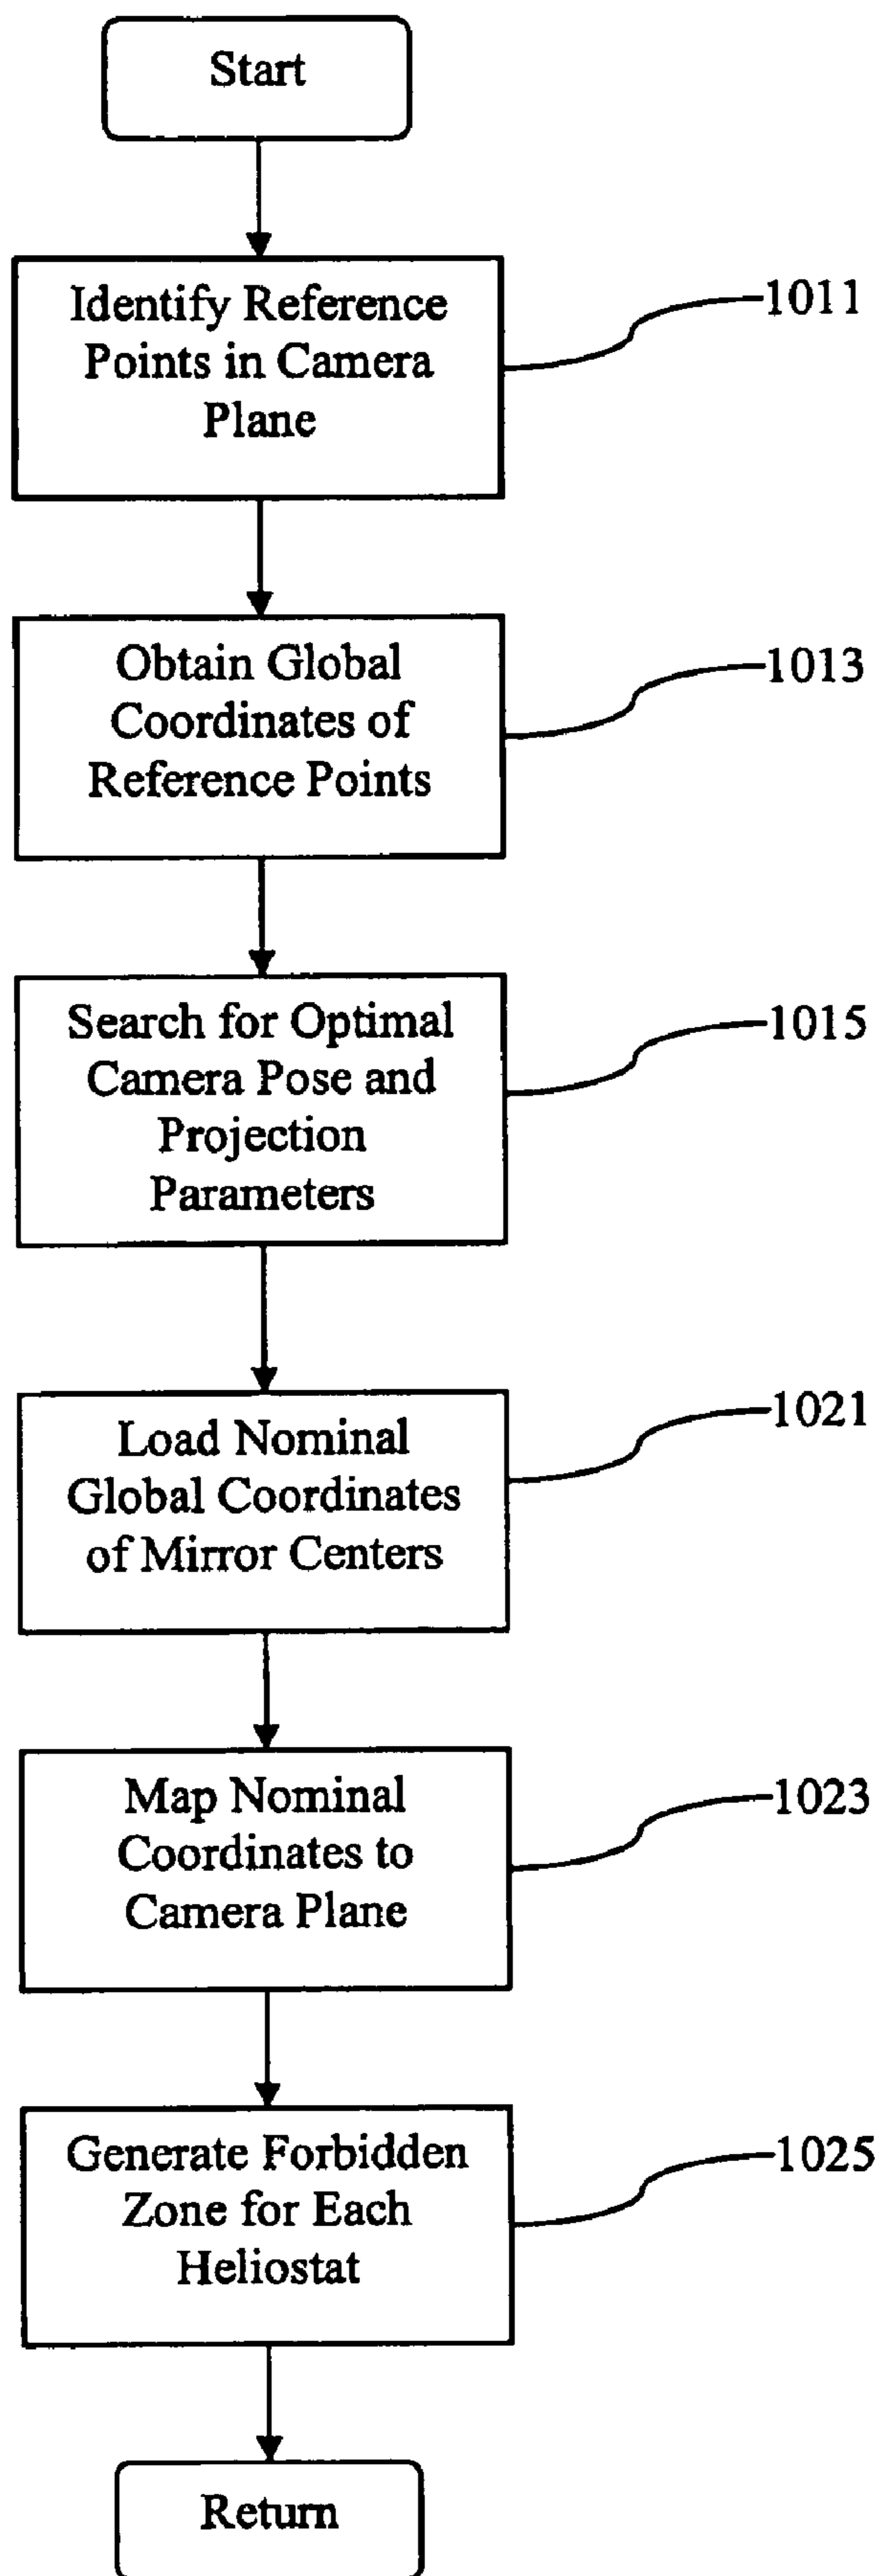 Start
Identify Reference
Points in Camera
Plane
1011
Obtain Global
Coordinates of
Reference Points
1013
Search for Optimal
Camera Pose and
Projection
Parameters
1015
Load Nominal
Global Coordinates
of Mirror Centers
1021
Map Nominal
Coordinates to
Camera Plane
1023
Generate Forbidden
Zone for Each
Heliostat
1025
Return